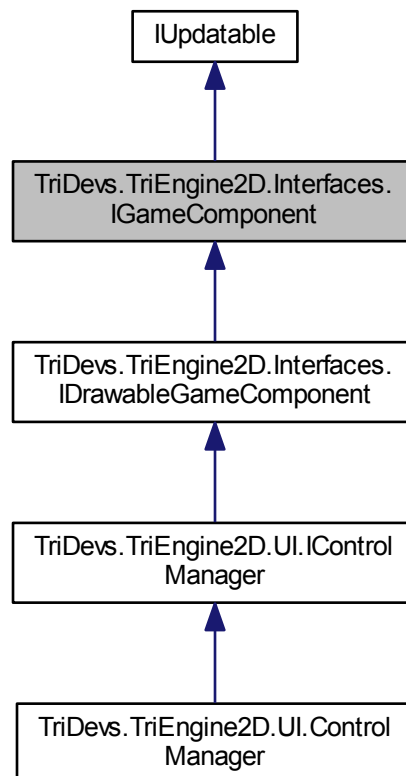 IUpdatable
TriDevs.TriEngine2D.Interfaces.
IGameComponent
TriDevs.TriEngine2D.Interfaces.
IDrawableGameComponent
TriDevs.TriEngine2D.UI.IControl
Manager
TriDevs.TriEngine2D.UI.Control
Manager